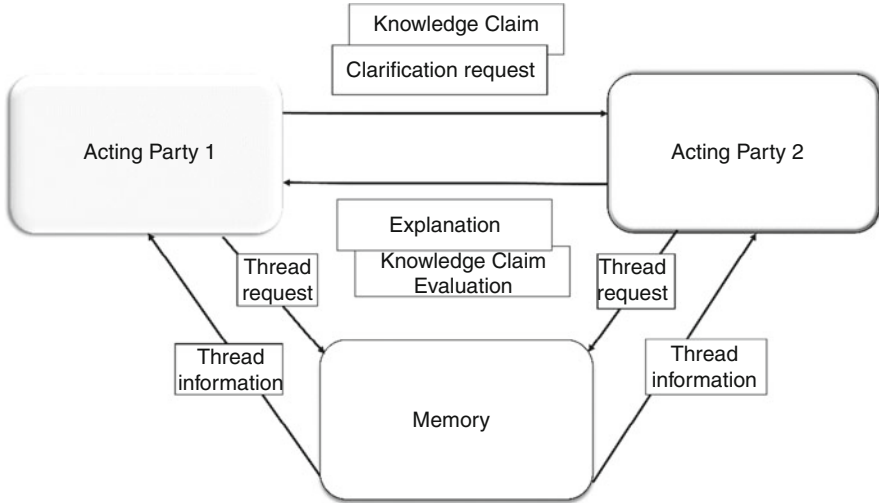 Knowledge Claim
Clarification request
Acting Party 1
Acting Party 2
Explanation
Knowledge Claim
Evaluation
Thread
request
Thread
request
Thread
information
Thread
information
Memory